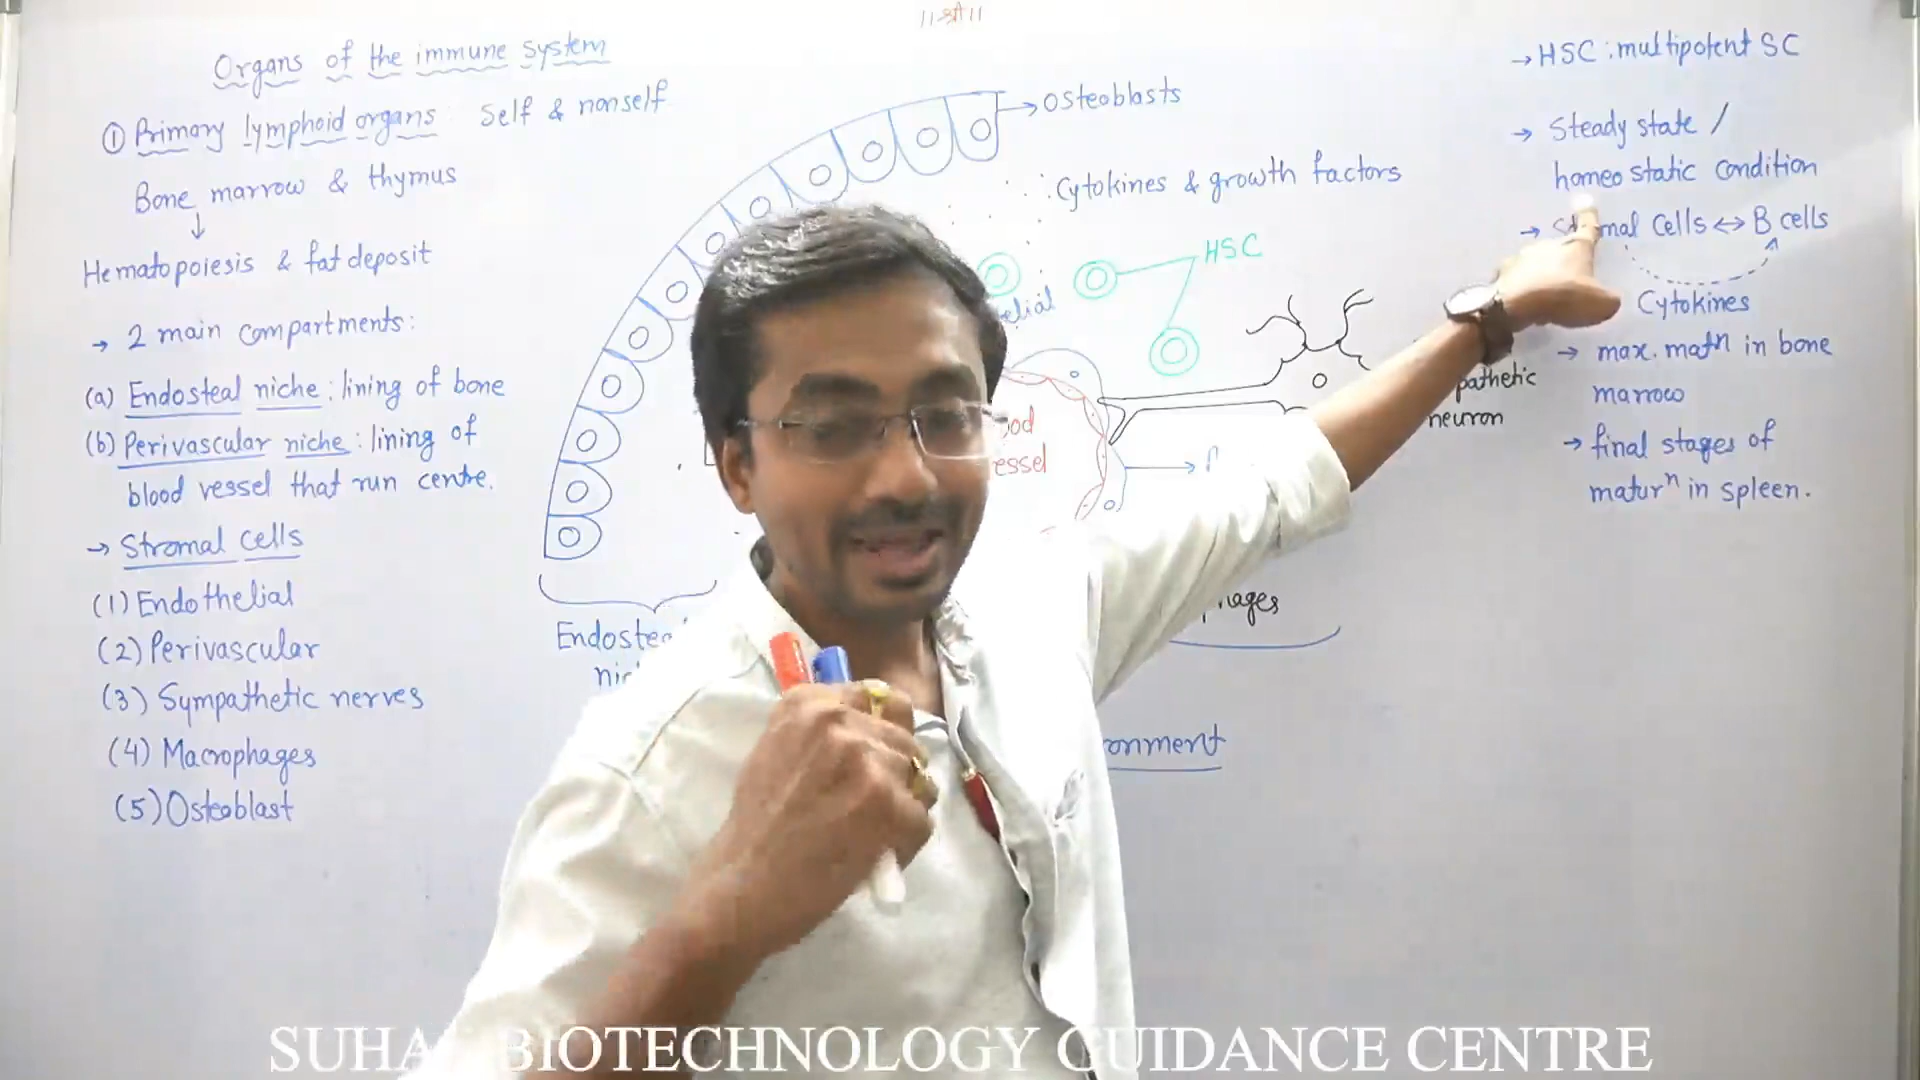 ॥श्री॥
Organs of the immune system
① Primary lymphoid organs : Self & nonself
Bone marrow & thymus
↓
Hematopoiesis & fat deposit
→ 2 main compartments:
(a) Endosteal niche : lining of bone
(b) Perivascular niche : lining of
blood vessel that run centre.
→ Stromal cells
(1) Endothelial
(2) Perivascular
(3) Sympathetic nerves
(4) Macrophages
(5) Osteoblast
→ Osteoblasts
Cytokines & growth factors
HSC
neuron
→ HSC : multipotent SC
→ Steady state /
homeostatic condition
→ Cells ↔ B cells
Cytokines
→ max. matⁿ in bone
marrow
→ final stages of
maturⁿ in spleen.
BIOTECHNOLOGY GUIDANCE CENTRE